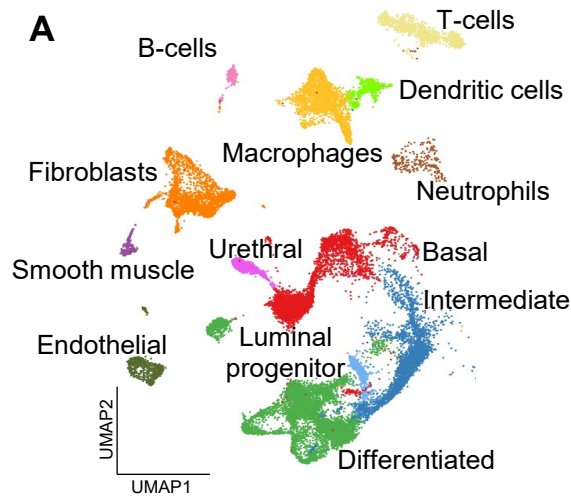 A
T-cells
B-cells
Dendritic cells
Macrophages
Fibroblasts
Neutrophils
Urethral
Basal
Smooth muscle
Intermediate
Endothelial
Luminal
progenitor
Differentiated
UMAP2
UMAP1